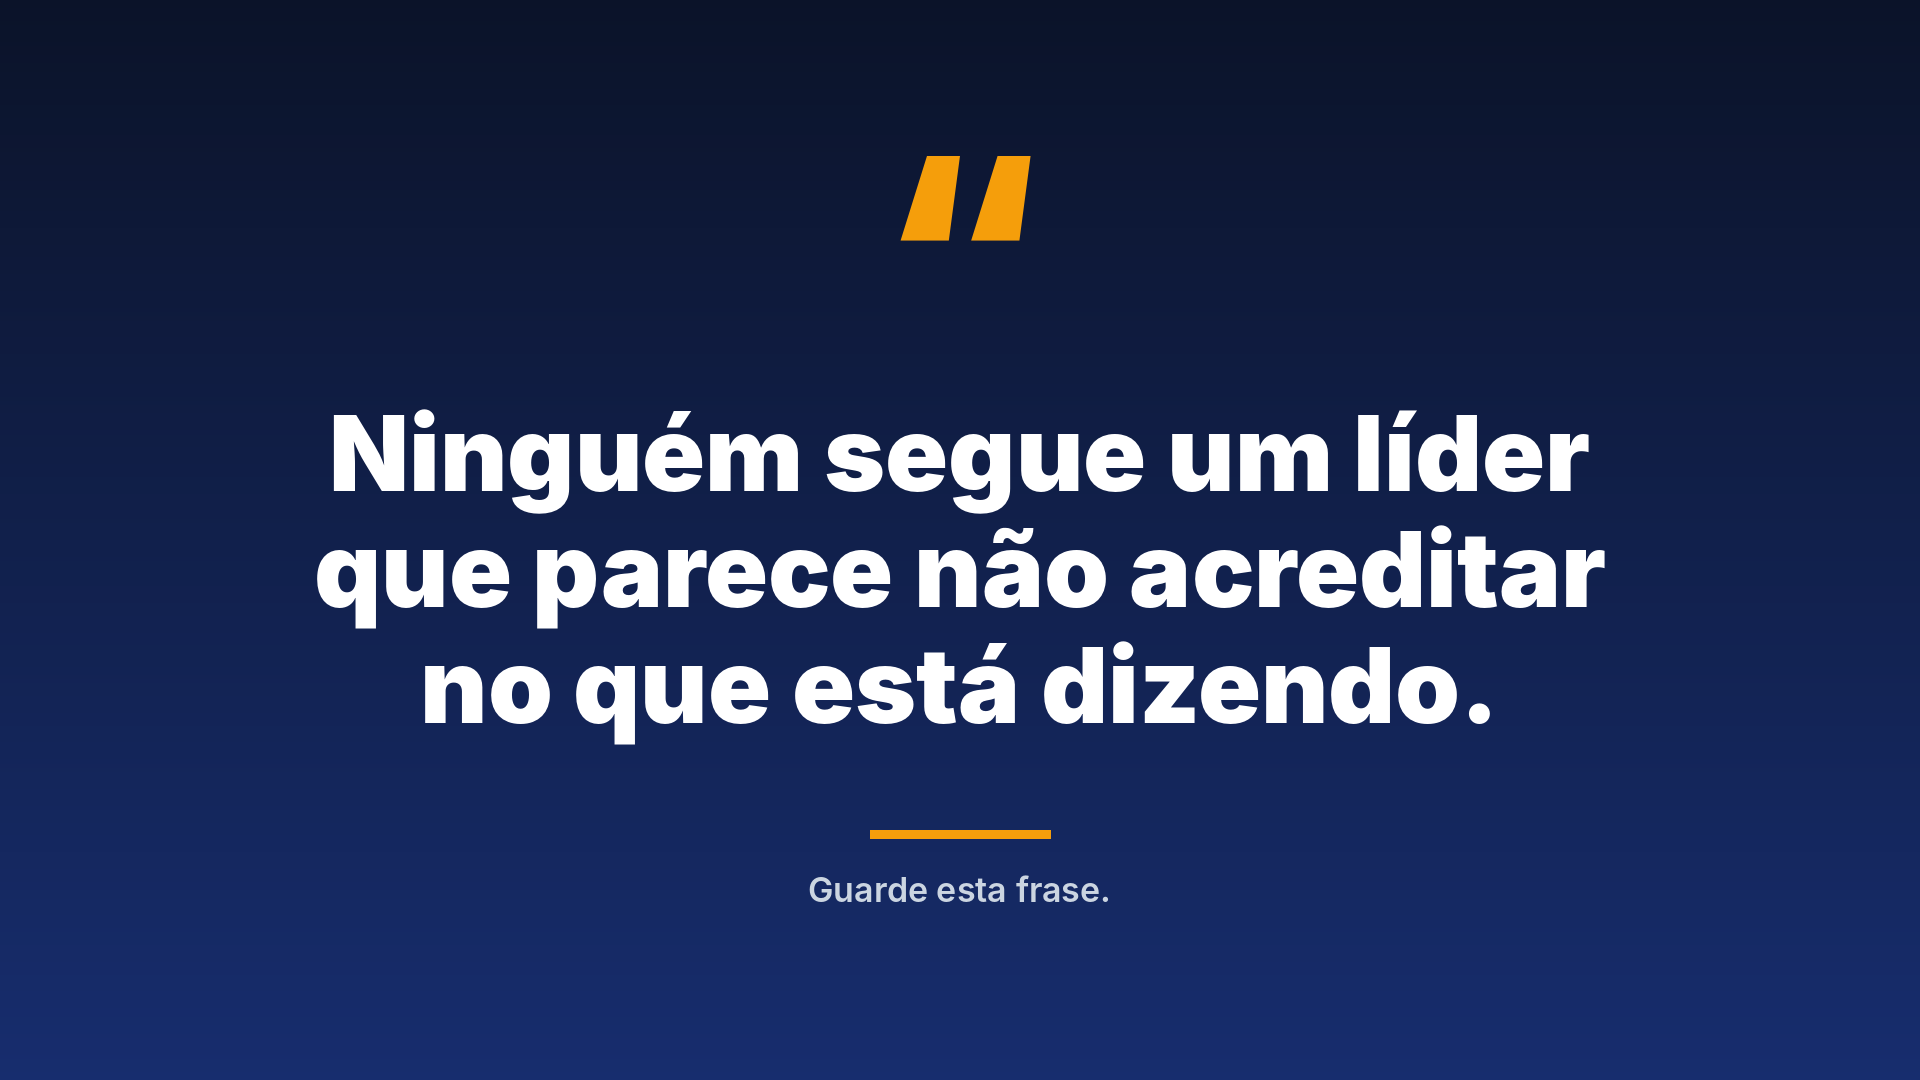 “
Ninguém segue um líder
que parece não acreditar
no que está dizendo.
Guarde esta frase.